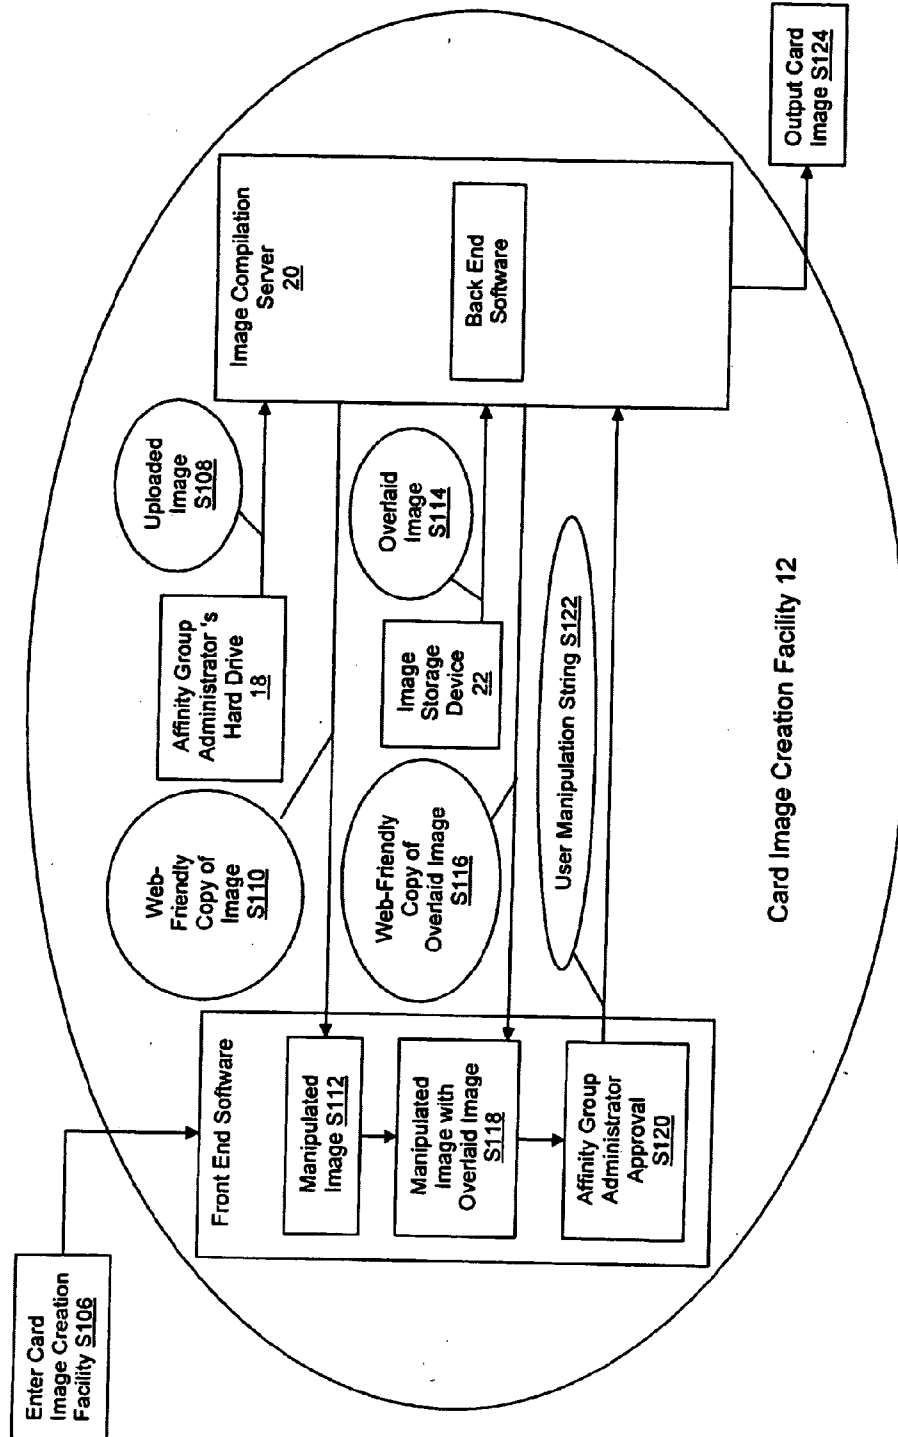 Enter Card
Image Creation
Facility S106
Front End Software
Manipulated
Image S112
Manipulated
Image with
Overlaid Image
S118
Affinity Group
Administrator
Approval
S120
Web-
Friendly
Copy of
Image
S110
Web-Friendly
Copy of
Overlaid Image
S116
User Manipulation String S122
Affinity Group
Administrator's
Hard Drive
18
Image
Storage
Device
22
Uploaded
Image
S108
Overlaid
Image
S114
Image Compilation
Server
20
Back End
Software
Output Card
Image S124
Card Image Creation Facility 12